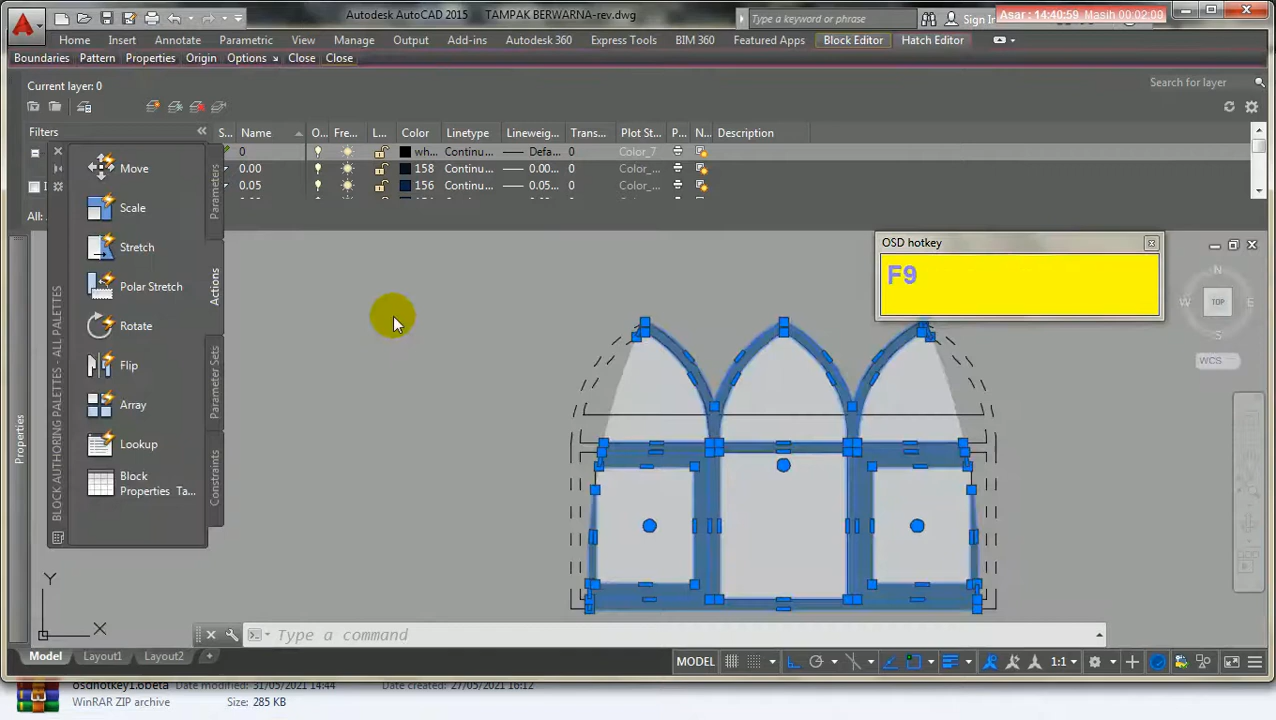 Autodesk AutoCAD 2015 TAMPAK BERWARNA-rev.dwg
Type a keyword or phrase
Sign In
Asar : 14:40:59 Masih 00:02:00
Home Insert Annotate Parametric View Manage Output Add-ins Autodesk 360 Express Tools BIM 360 Featured Apps Block Editor Hatch Editor
Boundaries Pattern Properties Origin Options Close Close
Current layer: 0
Search for layer
Filters
S... Name O... Fre... L... Color Linetype Lineweig... Trans... Plot St... P... N... Description
0 wh... Continu... Defa... 0 Color_7
0.00 158 Continu... 0.00... 0 Color_...
0.05 156 Continu... 0.05... 0 Color_...
All:
Move
Scale
Stretch
Polar Stretch
Rotate
Flip
Array
Lookup
Block
Properties Ta...
Parameters
Actions
Parameter Sets
Constraints
BLOCK AUTHORING PALETTES - ALL PALETTES
Properties
OSD hotkey
F9
N
W TOP E
S
WCS
Y
X
Type a command
Model Layout1 Layout2 +
MODEL 1:1
osdhotkey1.0beta Date modified: 31/05/2021 14:44 Date created: 27/05/2021 16:12
WinRAR ZIP archive Size: 285 KB